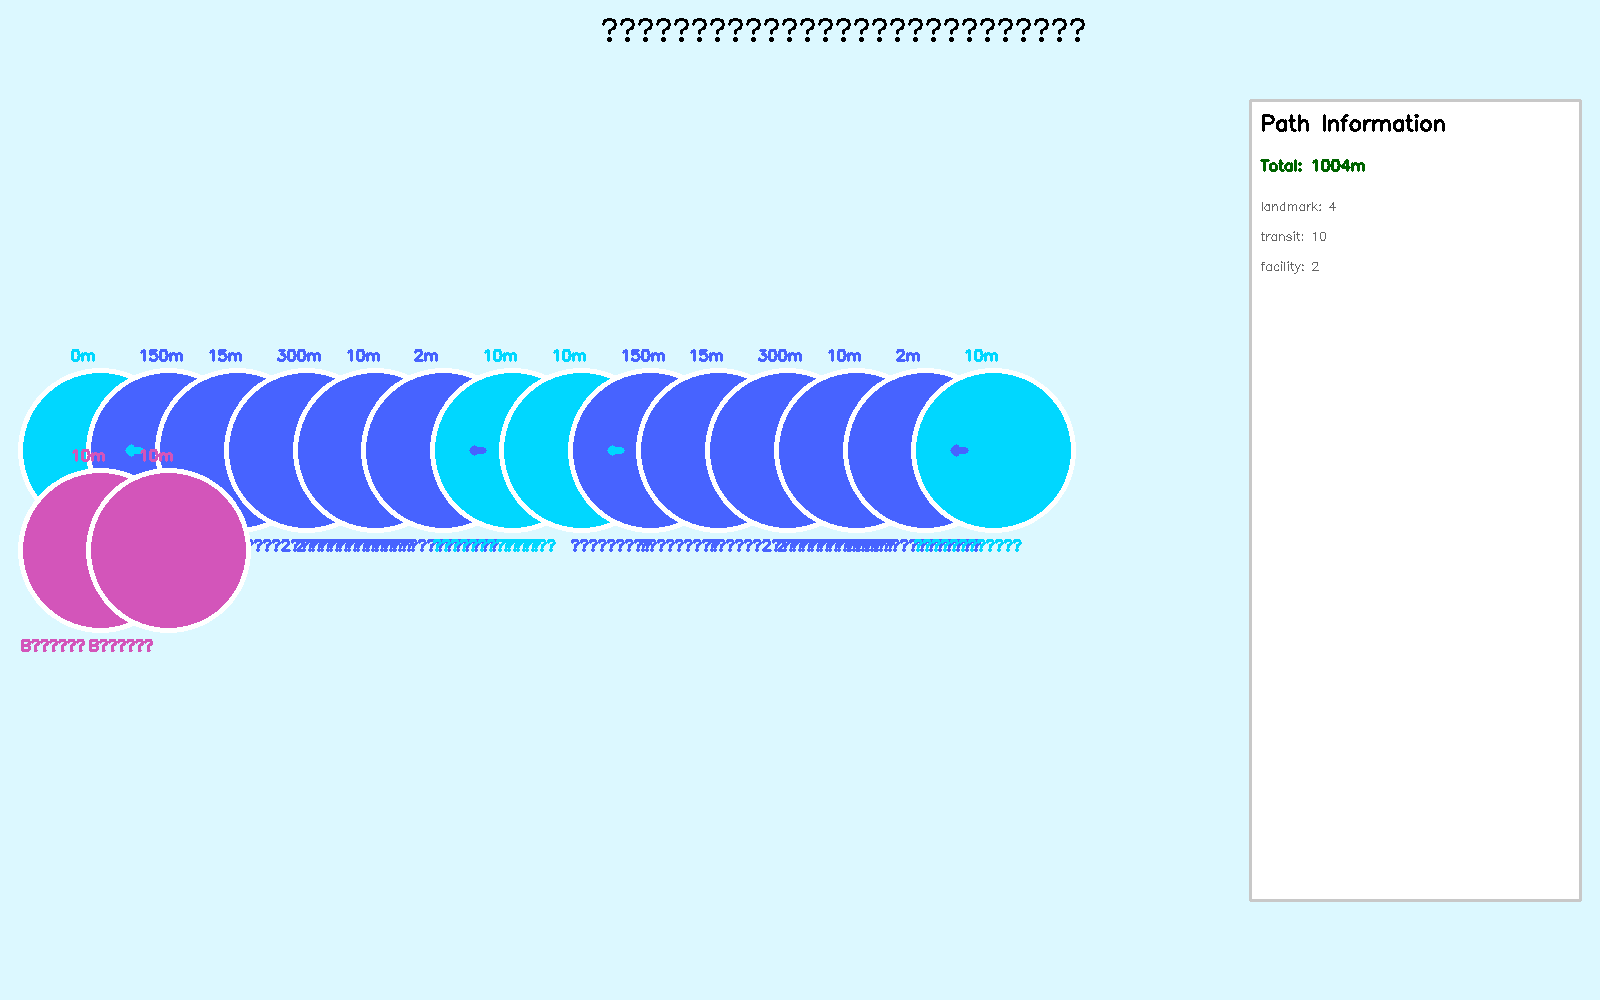 ???????????????????????????
Path Information
Total: 1004m
landmark: 4
transit: 10
facility: 2
0m 150m 15m 300m 10m 2m 10m 10m 150m 15m 300m 10m 2m 10m
10m 10m
B?????? B??????